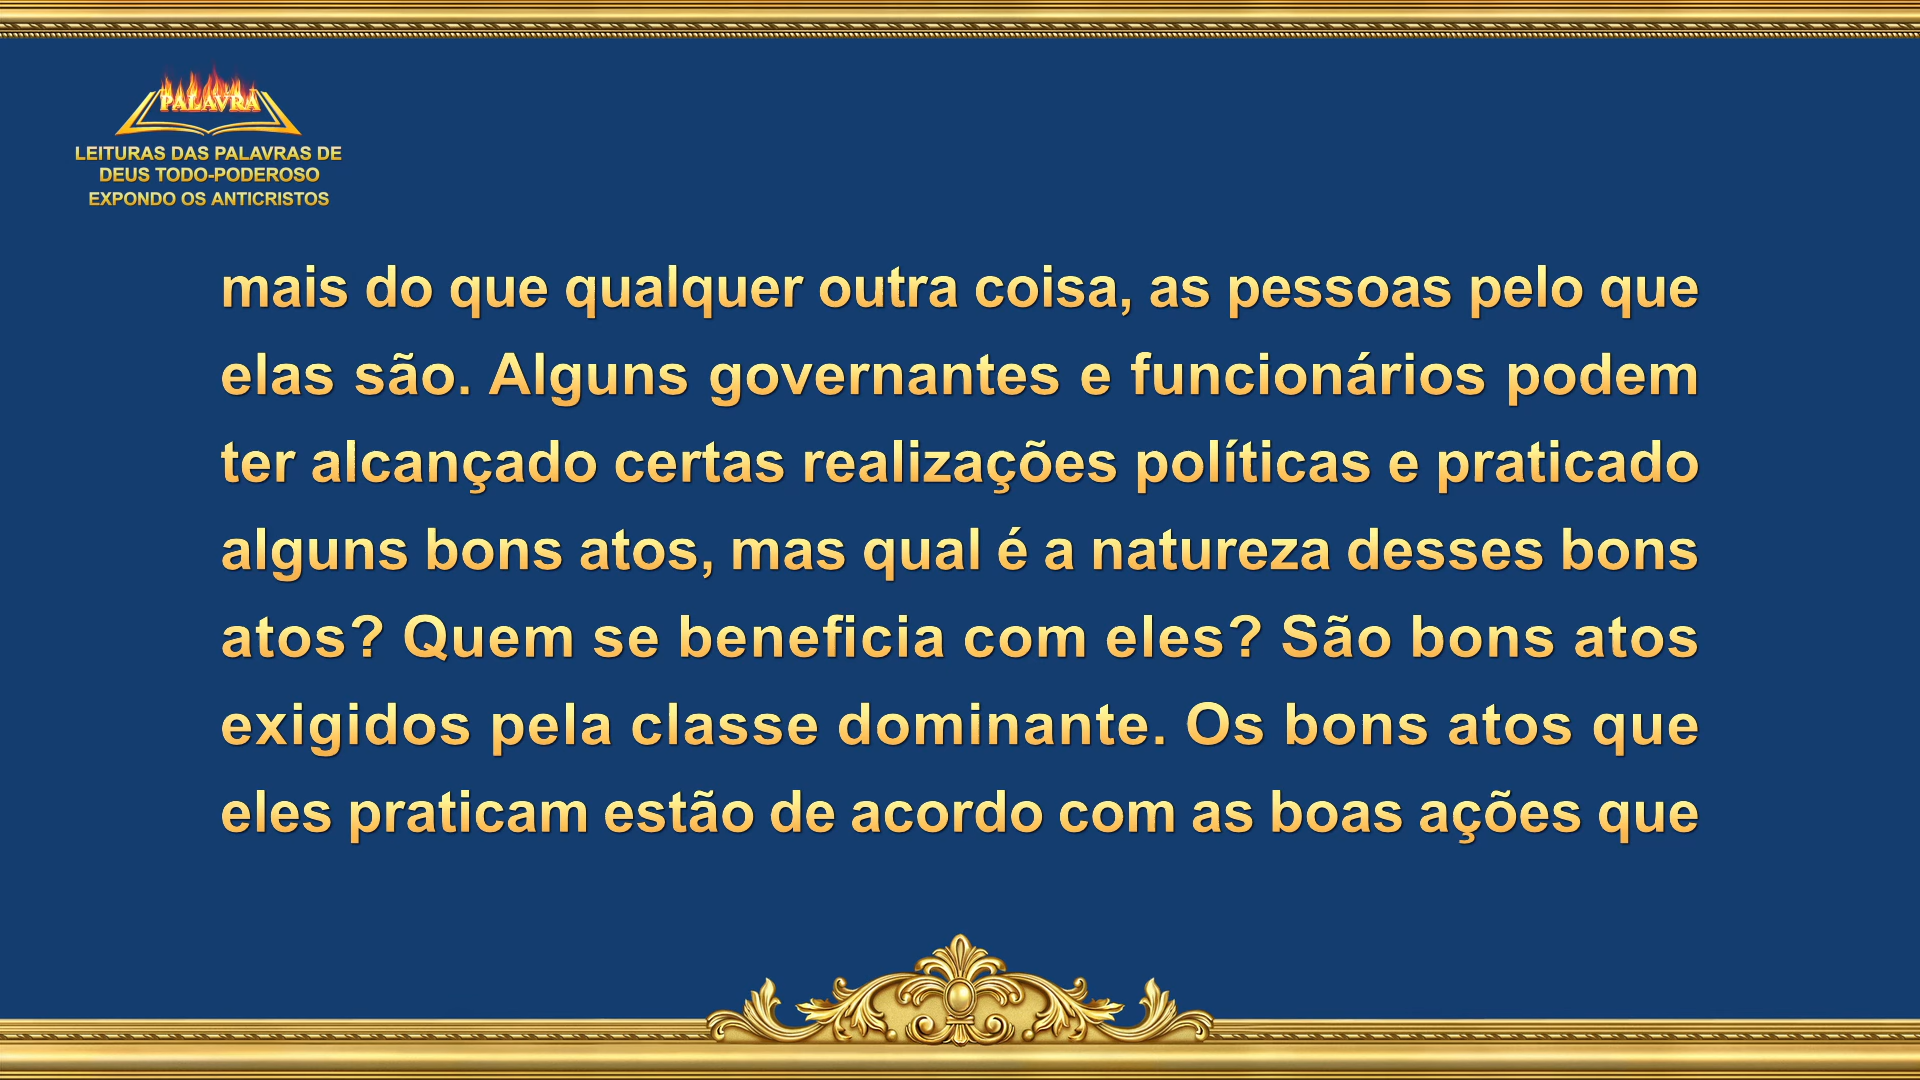 PALAVRA
LEITURAS DAS PALAVRAS DE
DEUS TODO-PODEROSO
EXPONDO OS ANTICRISTOS
mais do que qualquer outra coisa, as pessoas pelo que
elas são. Alguns governantes e funcionários podem
ter alcançado certas realizações políticas e praticado
alguns bons atos, mas qual é a natureza desses bons
atos? Quem se beneficia com eles? São bons atos
exigidos pela classe dominante. Os bons atos que
eles praticam estão de acordo com as boas ações que